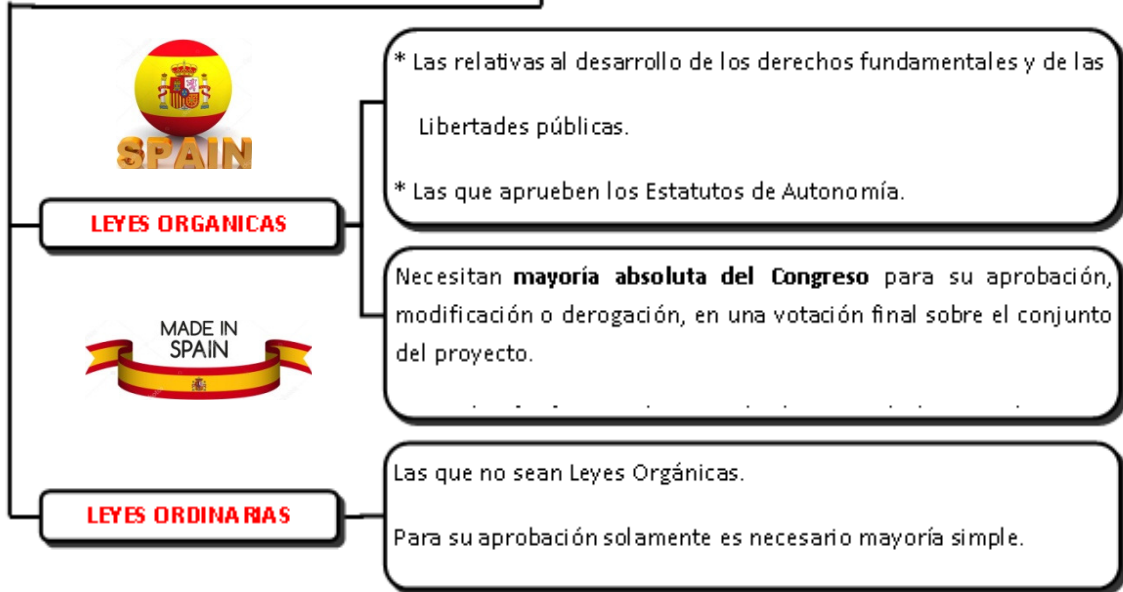 SPAIN
* Las relativas al desarrollo de los derechos fundamentales y de las
Libertades públicas.
* Las que aprueben los Estatutos de Autonomía.
LEYES ORGANICAS
Necesitan mayoría absoluta del Congreso para su aprobación,
modificación o derogación, en una votación final sobre el conjunto
del proyecto.
MADE IN
SPAIN
Las que no sean Leyes Orgánicas.
LEYES ORDINARIAS
Para su aprobación solamente es necesario mayoría simple.